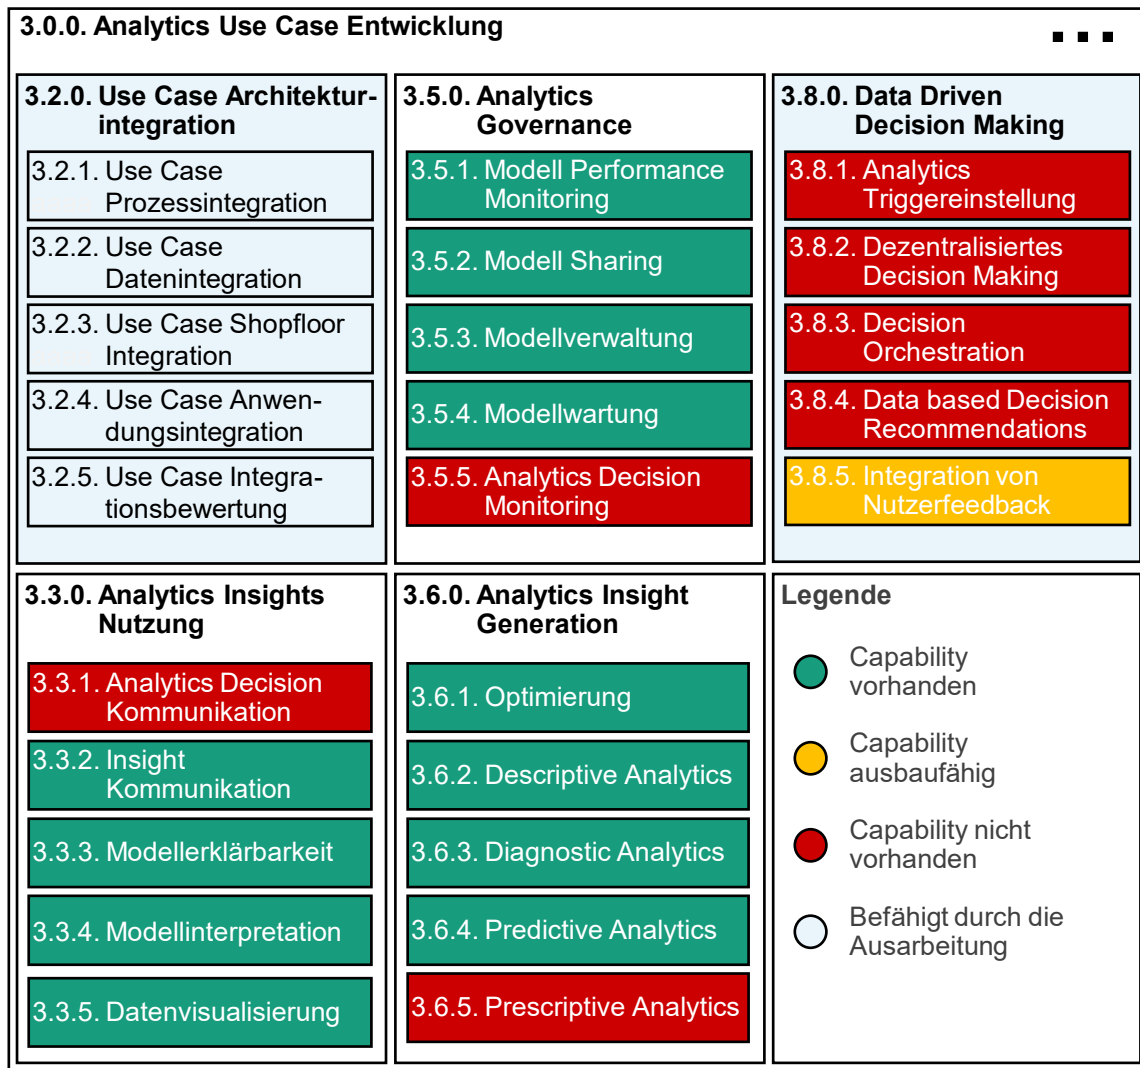 3.0.0. Analytics Use Case Entwicklung
...
3.2.0. Use Case Architektur-
integration
3.2.1. Use Case
Prozessintegration
3.2.2. Use Case
Datenintegration
3.2.3. Use Case Shopfloor
Integration
3.2.4. Use Case Anwen-
dungsintegration
3.2.5. Use Case Integra-
tionsbewertung
3.5.0. Analytics
Governance
3.5.1. Modell Performance
Monitoring
3.5.2. Modell Sharing
3.5.3. Modellverwaltung
3.5.4. Modellwartung
3.5.5. Analytics Decision
Monitoring
3.8.0. Data Driven
Decision Making
3.8.1. Analytics
Triggereinstellung
3.8.2. Dezentralisiertes
Decision Making
3.8.3. Decision
Orchestration
3.8.4. Data based Decision
Recommendations
3.8.5. Integration von
Nutzerfeedback
3.3.0. Analytics Insights
Nutzung
3.3.1. Analytics Decision
Kommunikation
3.3.2. Insight
Kommunikation
3.3.3. Modellerklärbarkeit
3.3.4. Modellinterpretation
3.3.5. Datenvisualisierung
3.6.0. Analytics Insight
Generation
3.6.1. Optimierung
3.6.2. Descriptive Analytics
3.6.3. Diagnostic Analytics
3.6.4. Predictive Analytics
3.6.5. Prescriptive Analytics
Legende
Capability
vorhanden
Capability
ausbaufähig
Capability nicht
vorhanden
Befähigt durch die
Ausarbeitung